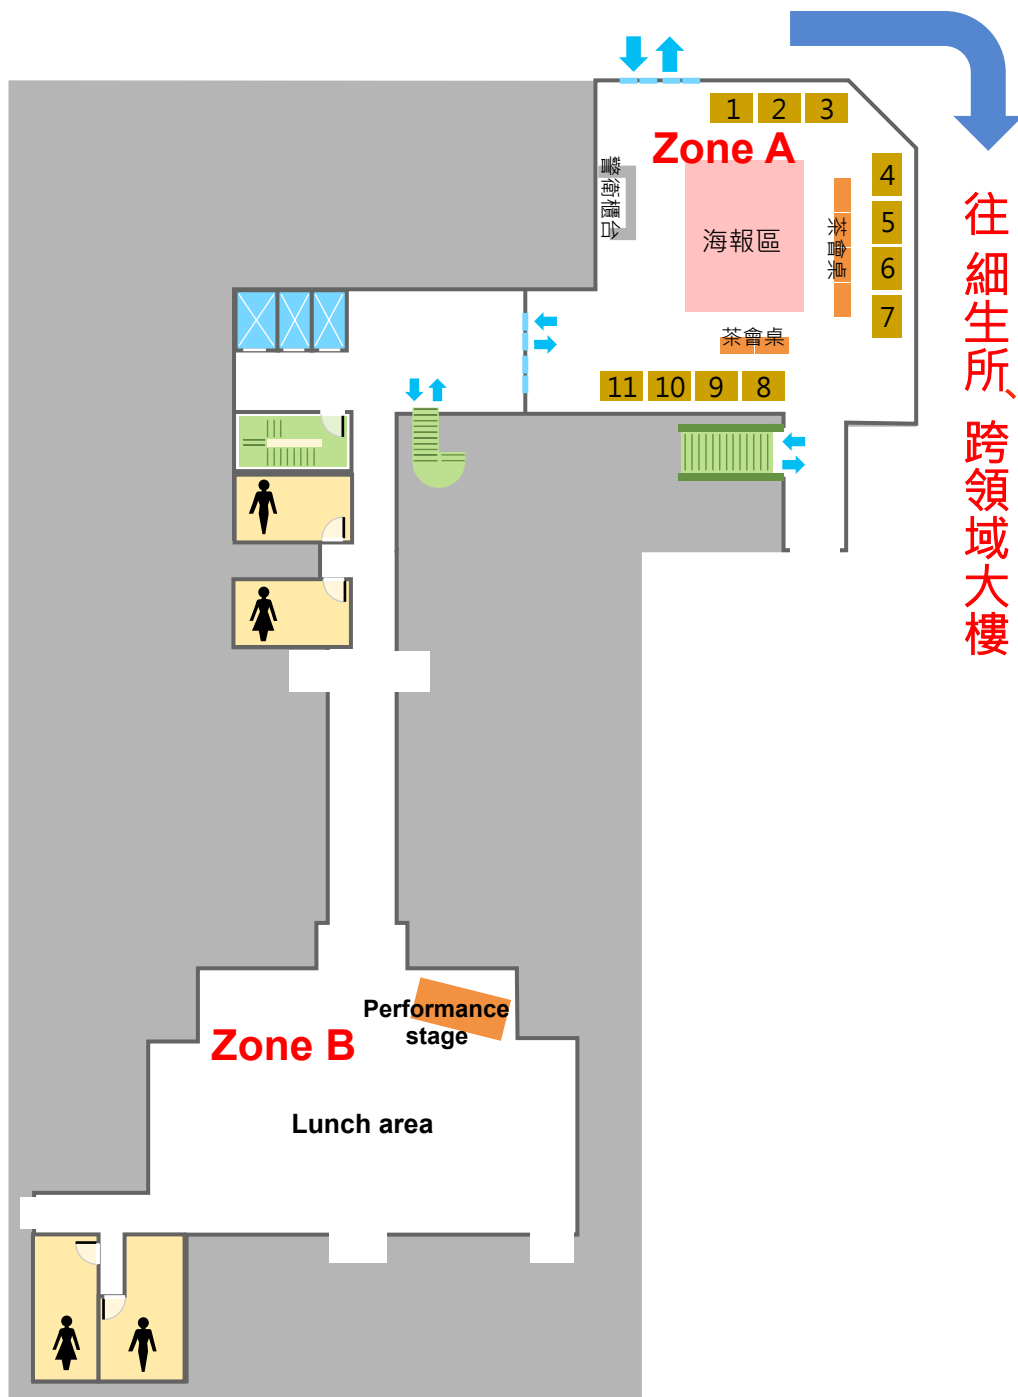 1 2 3
Zone A
警衛櫃台
海報區
茶會桌
4
5
6
7
茶會桌
11 10 9 8
往 細生所、跨領域大樓
Performance
stage
Zone B
Lunch area